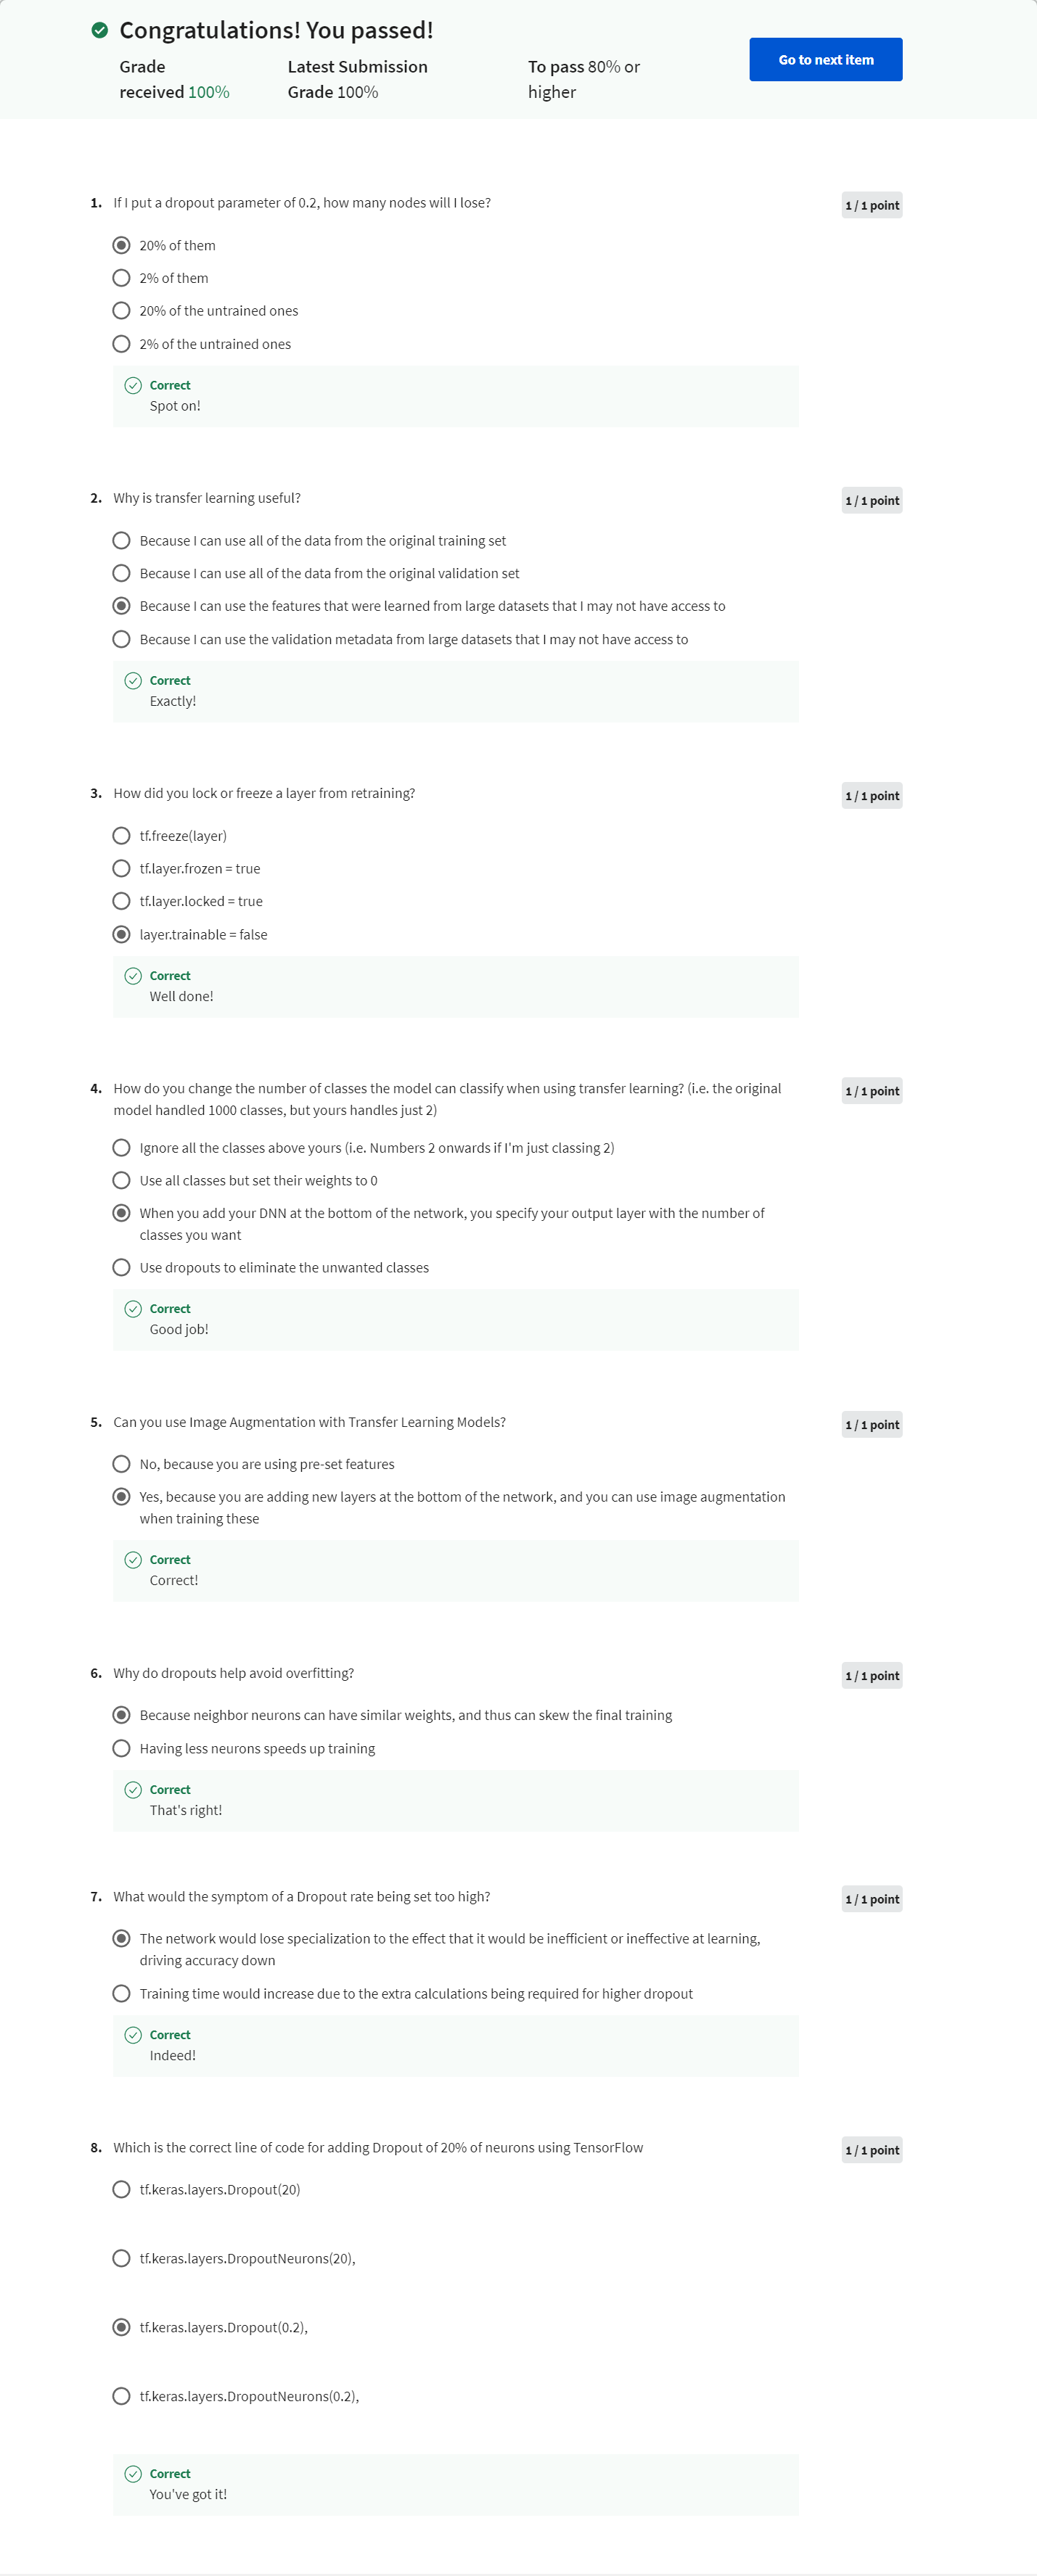 Congratulations! You passed!
Grade
received 100%
Latest Submission
Grade 100%
To pass 80% or
higher
Go to next item
1. If I put a dropout parameter of 0.2, how many nodes will I lose?
1 / 1 point
20% of them
2% of them
20% of the untrained ones
2% of the untrained ones
Correct
Spot on!
2. Why is transfer learning useful?
1 / 1 point
Because I can use all of the data from the original training set
Because I can use all of the data from the original validation set
Because I can use the features that were learned from large datasets that I may not have access to
Because I can use the validation metadata from large datasets that I may not have access to
Correct
Exactly!
3. How did you lock or freeze a layer from retraining?
1 / 1 point
tf.freeze(layer)
tf.layer.frozen = true
tf.layer.locked = true
layer.trainable = false
Correct
Well done!
4. How do you change the number of classes the model can classify when using transfer learning? (i.e. the original
model handled 1000 classes, but yours handles just 2)
1 / 1 point
Ignore all the classes above yours (i.e. Numbers 2 onwards if I'm just classing 2)
Use all classes but set their weights to 0
When you add your DNN at the bottom of the network, you specify your output layer with the number of
classes you want
Use dropouts to eliminate the unwanted classes
Correct
Good job!
5. Can you use Image Augmentation with Transfer Learning Models?
1 / 1 point
No, because you are using pre-set features
Yes, because you are adding new layers at the bottom of the network, and you can use image augmentation
when training these
Correct
Correct!
6. Why do dropouts help avoid overfitting?
1 / 1 point
Because neighbor neurons can have similar weights, and thus can skew the final training
Having less neurons speeds up training
Correct
That's right!
7. What would the symptom of a Dropout rate being set too high?
1 / 1 point
The network would lose specialization to the effect that it would be inefficient or ineffective at learning,
driving accuracy down
Training time would increase due to the extra calculations being required for higher dropout
Correct
Indeed!
8. Which is the correct line of code for adding Dropout of 20% of neurons using TensorFlow
1 / 1 point
tf.keras.layers.Dropout(20)
tf.keras.layers.DropoutNeurons(20),
tf.keras.layers.Dropout(0.2),
tf.keras.layers.DropoutNeurons(0.2),
Correct
You've got it!